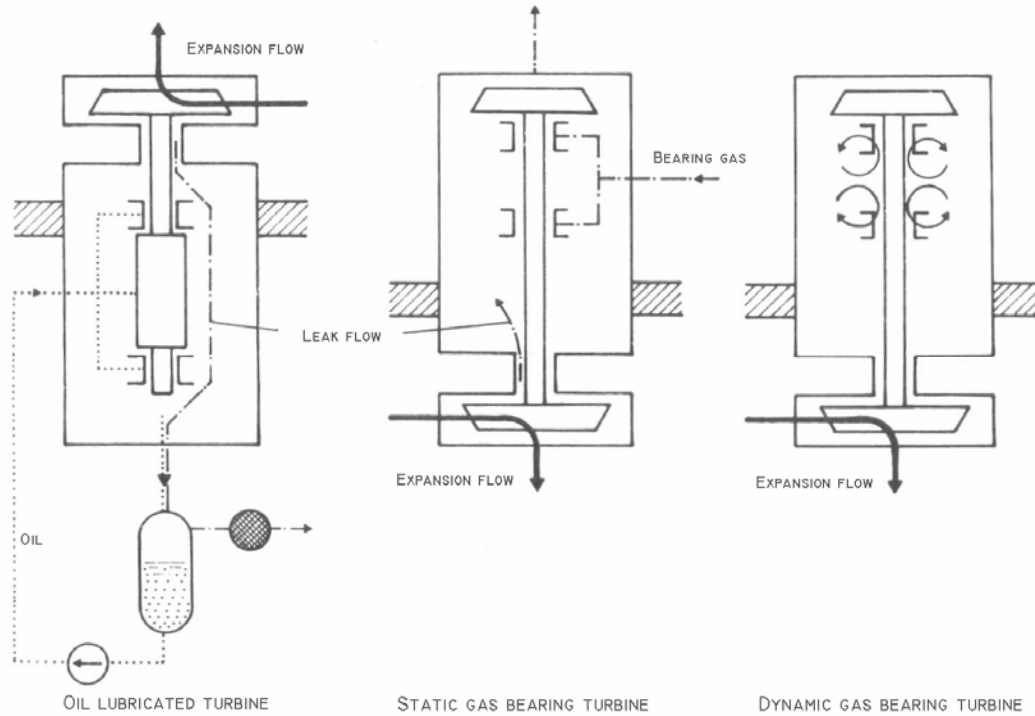 EXPANSION FLOW
BEARING GAS
LEAK FLOW
EXPANSION FLOW
EXPANSION FLOW
OIL
OIL LUBRICATED TURBINE
STATIC GAS BEARING TURBINE
DYNAMIC GAS BEARING TURBINE